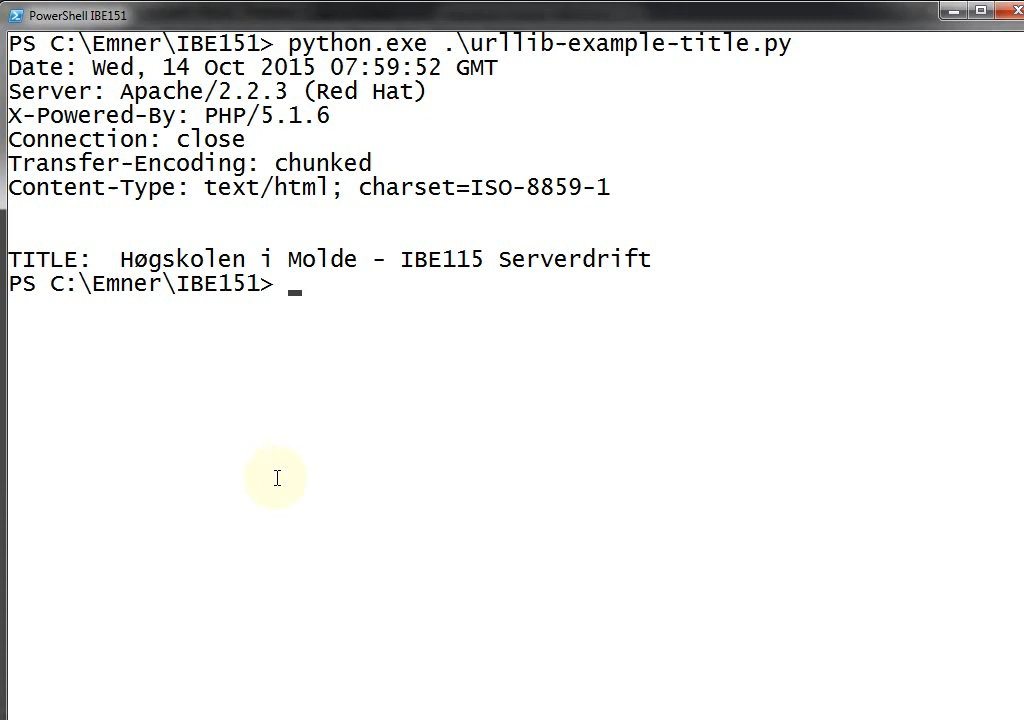 PowerShell IBE151
PS C:\Emner\IBE151> python.exe .\urllib-example-title.py
Date: Wed, 14 Oct 2015 07:59:52 GMT
Server: Apache/2.2.3 (Red Hat)
X-Powered-By: PHP/5.1.6
Connection: close
Transfer-Encoding: chunked
Content-Type: text/html; charset=ISO-8859-1
TITLE:  Høgskolen i Molde - IBE115 Serverdrift
PS C:\Emner\IBE151>